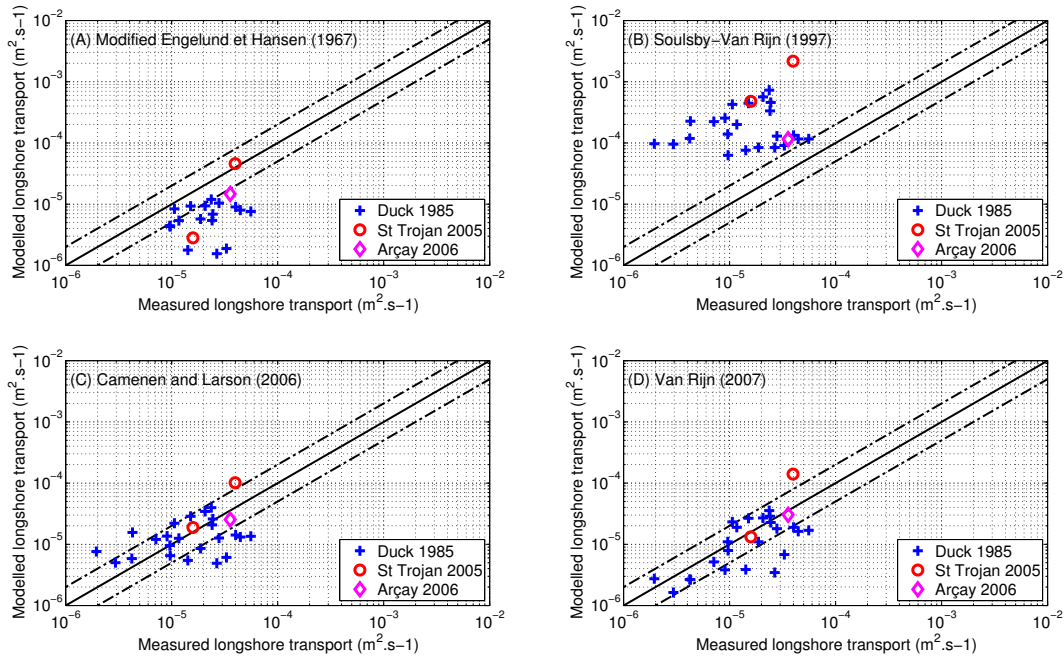 (A) Modified Engelund et Hansen (1967)
Modelled longshore transport (m².s−1)
10⁻²
10⁻³
10⁻⁴
10⁻⁵
10⁻⁶
Duck 1985
St Trojan 2005
Arçay 2006
10⁻⁶ 10⁻⁵ 10⁻⁴ 10⁻³ 10⁻²
Measured longshore transport (m².s−1)
(B) Soulsby−Van Rijn (1997)
Modelled longshore transport (m².s−1)
10⁻²
10⁻³
10⁻⁴
10⁻⁵
10⁻⁶
Duck 1985
St Trojan 2005
Arçay 2006
10⁻⁶ 10⁻⁵ 10⁻⁴ 10⁻³ 10⁻²
Measured longshore transport (m².s−1)
(C) Camenen and Larson (2006)
Modelled longshore transport (m².s−1)
10⁻²
10⁻³
10⁻⁴
10⁻⁵
10⁻⁶
Duck 1985
St Trojan 2005
Arçay 2006
10⁻⁶ 10⁻⁵ 10⁻⁴ 10⁻³ 10⁻²
Measured longshore transport (m².s−1)
(D) Van Rijn (2007)
Modelled longshore transport (m².s−1)
10⁻²
10⁻³
10⁻⁴
10⁻⁵
10⁻⁶
Duck 1985
St Trojan 2005
Arçay 2006
10⁻⁶ 10⁻⁵ 10⁻⁴ 10⁻³ 10⁻²
Measured longshore transport (m².s−1)